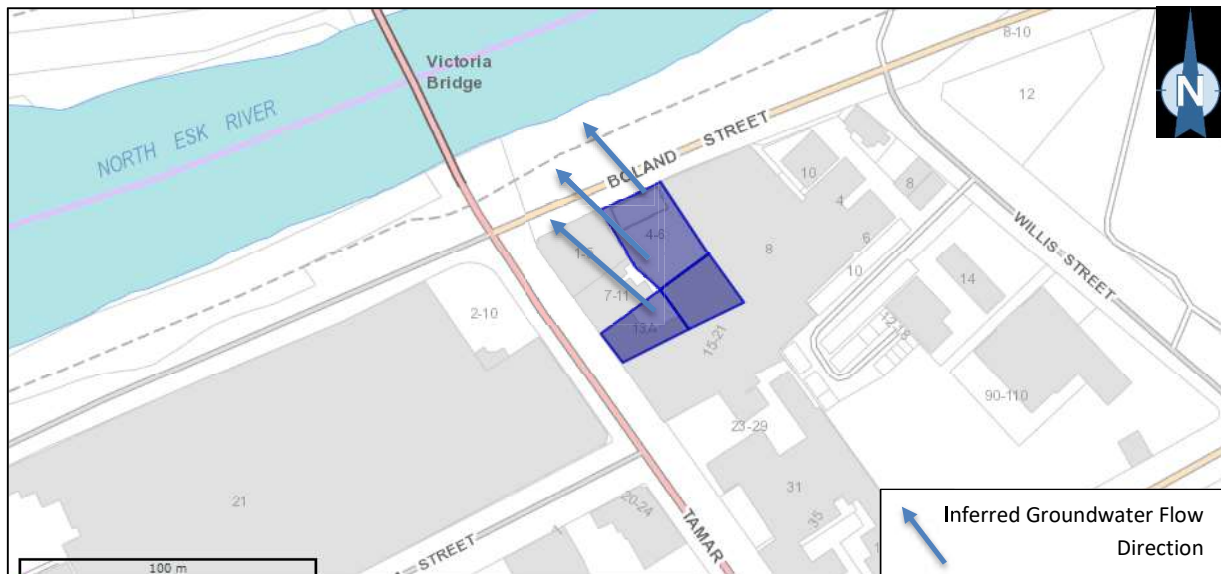 Victoria
Bridge
NORTH ESK RIVER
BOLAND STREET
8-10
12
N
10
8
4
6
4-6
8
10
14
7-11
2-10
15-21
12-18
WILLIS STREET
90-110
23-29
31
35
21
20-24
1
TAMAR
STREET
100 m
Inferred Groundwater Flow
Direction